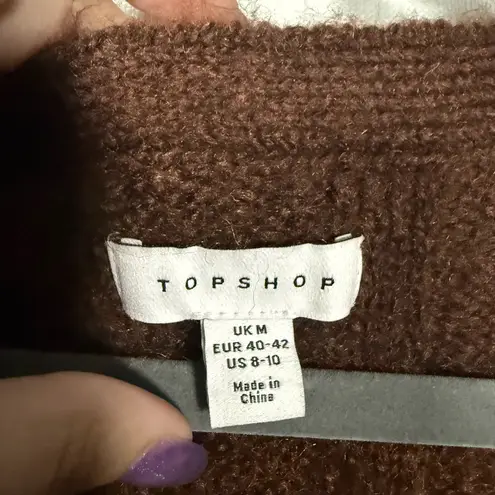 TOPSHOP
UK M
EUR 40-42
US 8-10
Made in
China